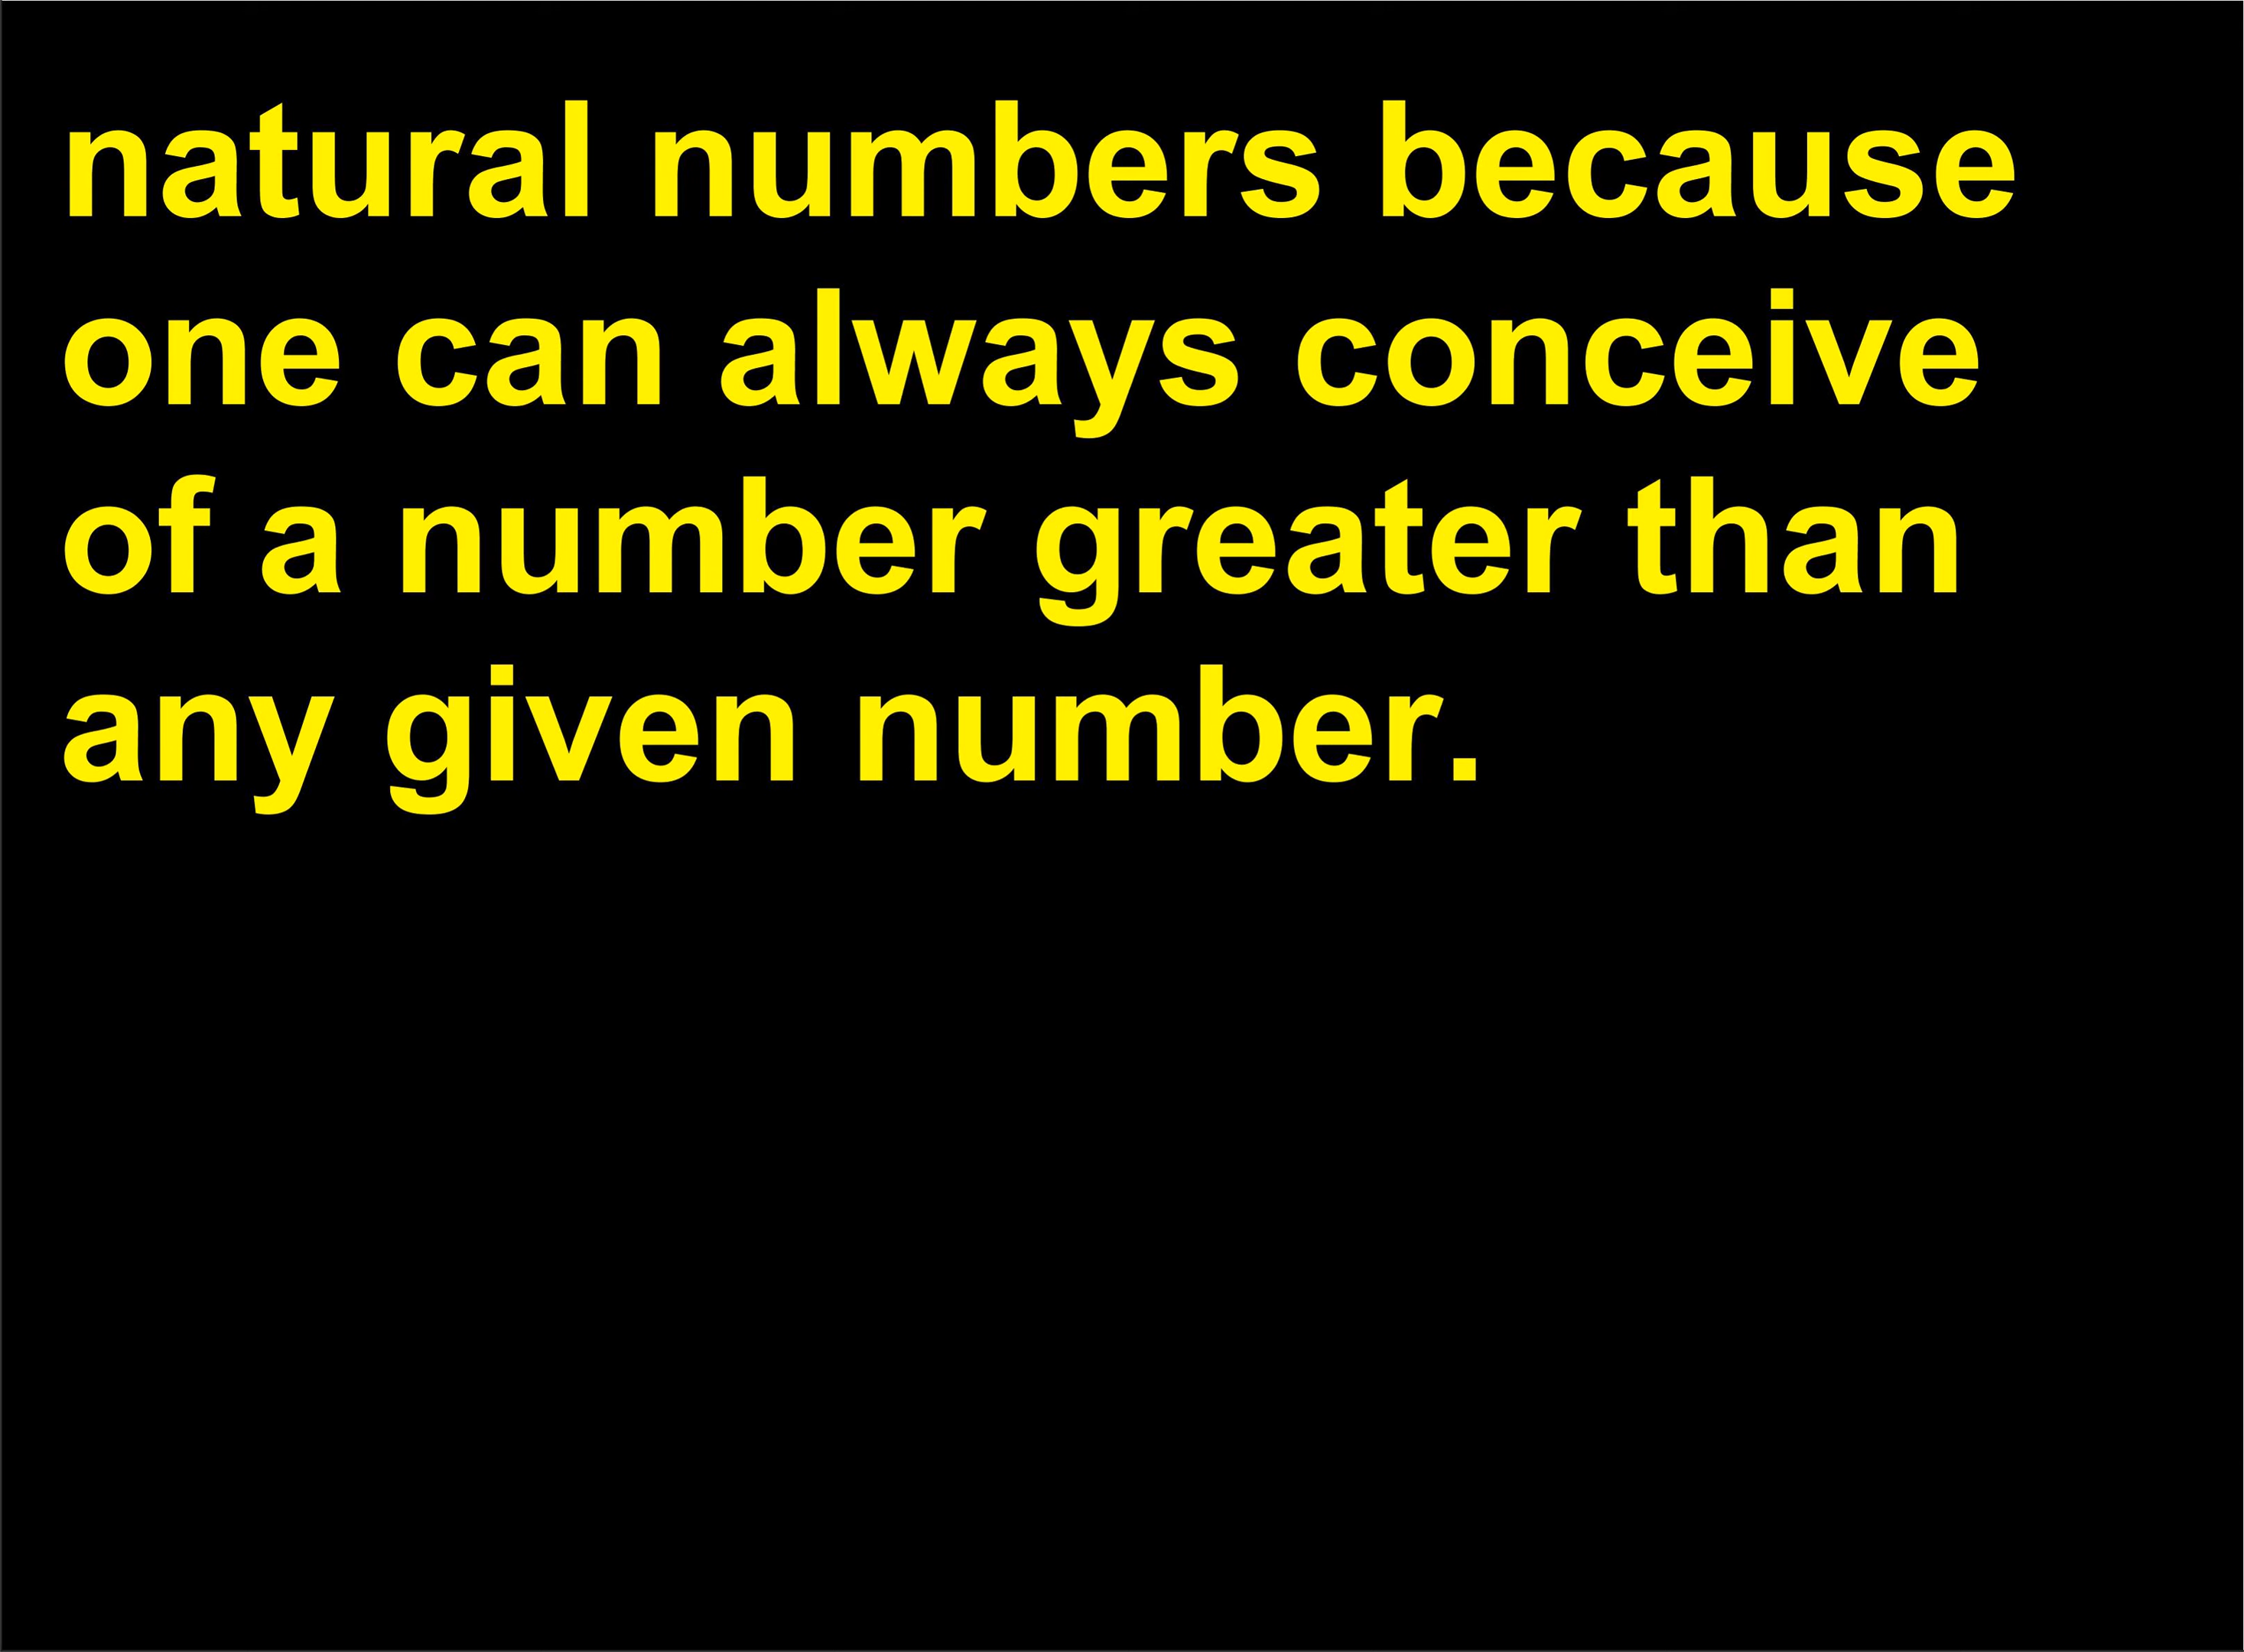 natural numbers because
one can always conceive
of a number greater than
any given number.